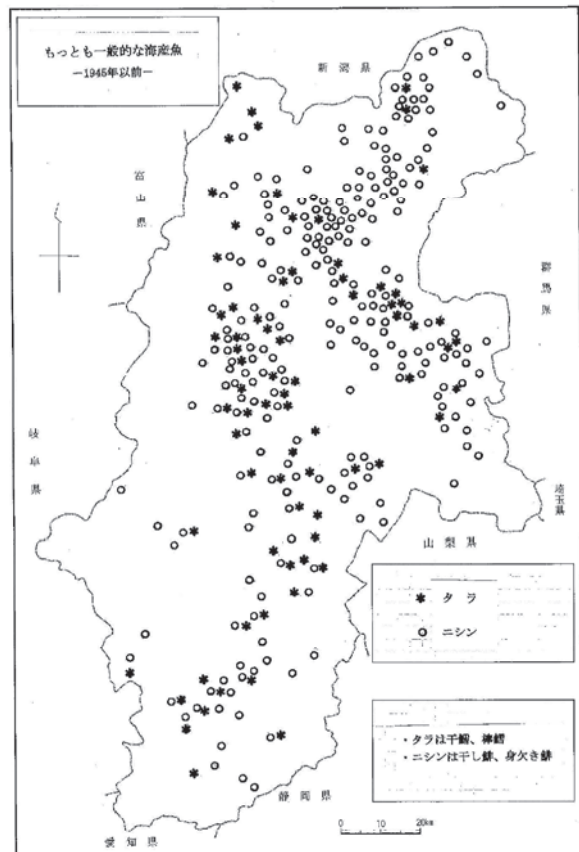 もっとも一般的な海産魚
―1945年以前―
新潟県
富山県
群馬県
岐阜県
埼玉県
山梨県
タラ
ニシン
・タラは干鱈、棒鱈
・ニシンは干し鯡、身欠き鯡
静岡県
愛知県
0 10 20km